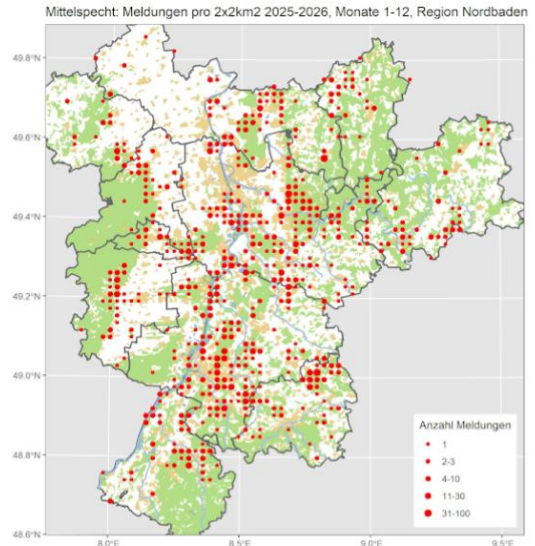 Mittelspecht: Meldungen pro 2x2km2 2025-2026, Monate 1-12, Region Nordbaden
49.8°N
49.6°N
49.4°N
49.2°N
49.0°N
48.8°N
48.6°N
8.0°E
8.5°E
9.0°E
9.5°E
Anzahl Meldungen
1
2-3
4-10
11-30
31-100